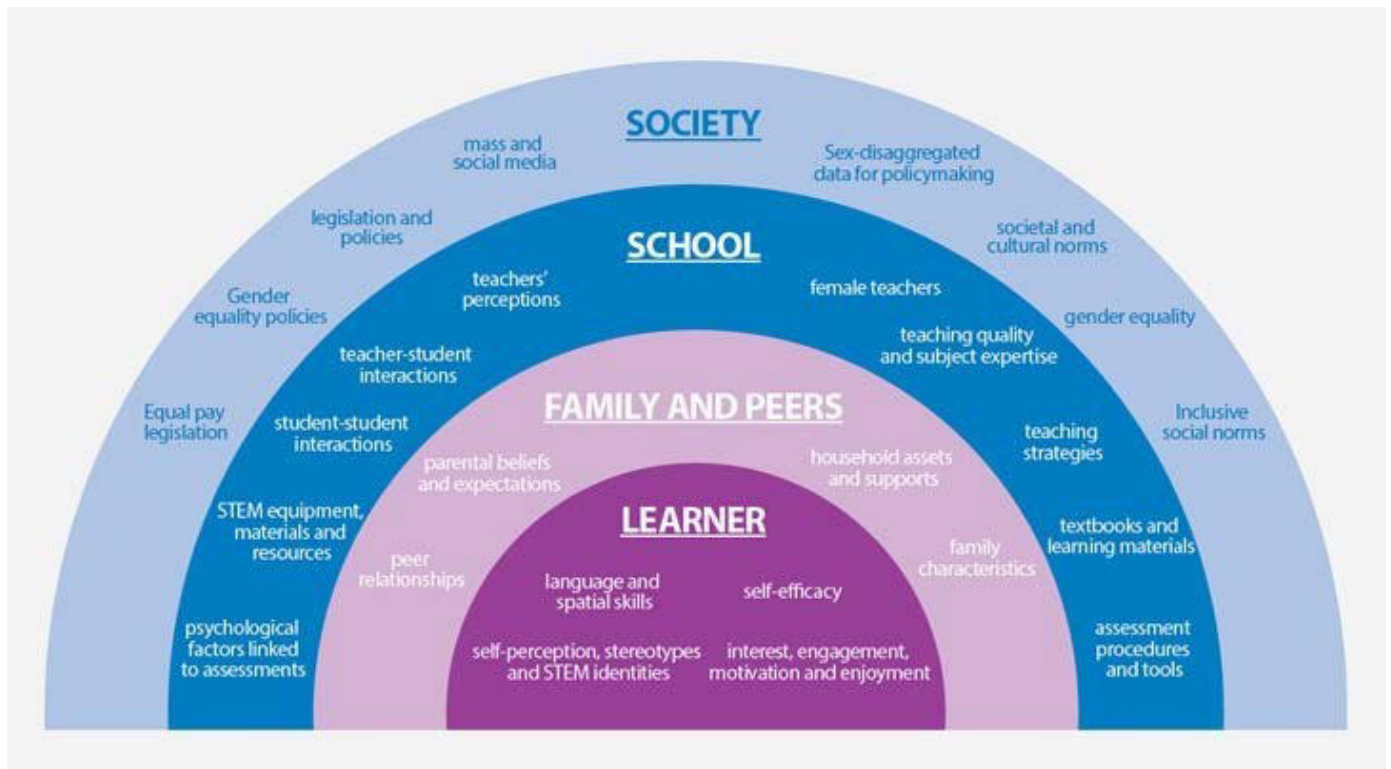 SOCIETY
mass and
social media
legislation and
policies
Gender
equality policies
Equal pay
legislation
Sex-disaggregated
data for policymaking
societal and
cultural norms
gender equality
Inclusive
social norms
SCHOOL
teachers'
perceptions
teacher-student
interactions
student-student
interactions
STEM equipment,
materials and
resources
psychological
factors linked
to assessments
female teachers
teaching quality
and subject expertise
teaching
strategies
textbooks and
learning materials
assessment
procedures
and tools
FAMILY AND PEERS
parental beliefs
and expectations
peer
relationships
household assets
and supports
family
characteristics
LEARNER
language and
spatial skills
self-efficacy
self-perception, stereotypes
and STEM identities
interest, engagement,
motivation and enjoyment